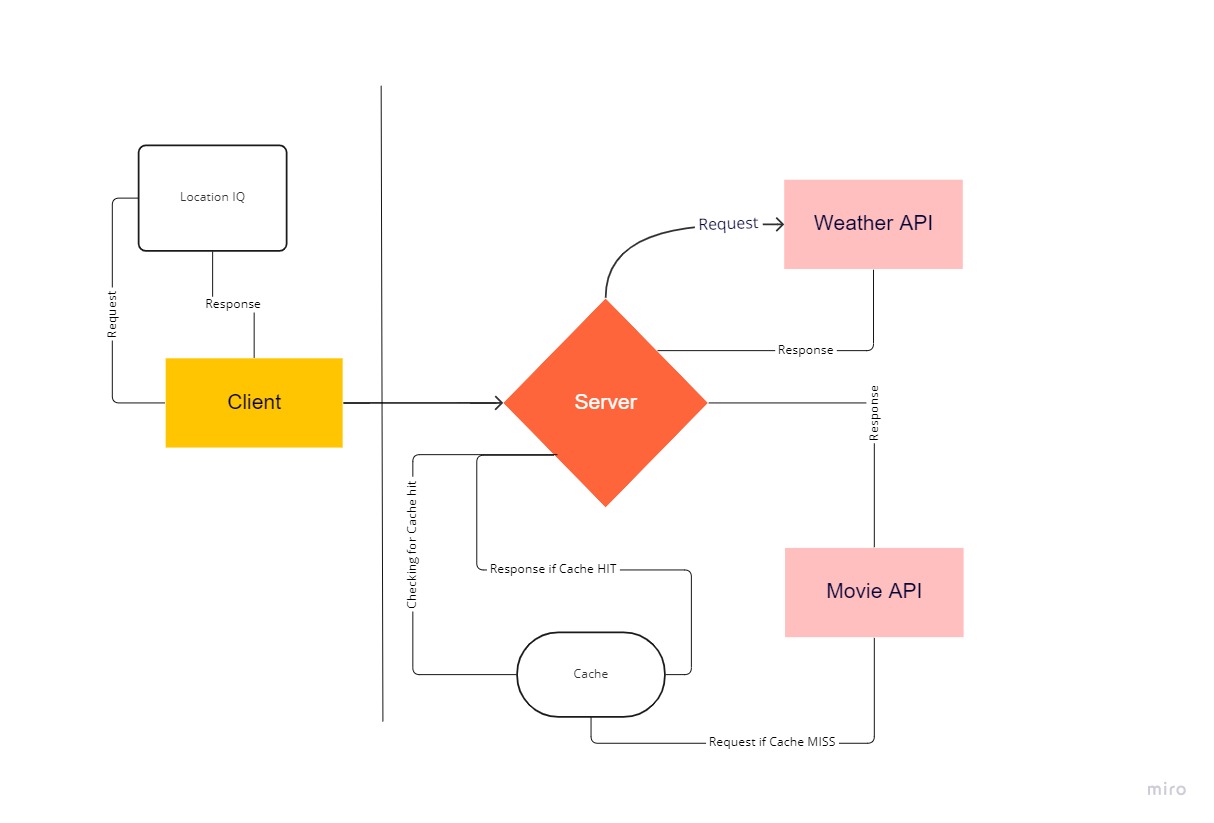 Location IQ
Request
Response
Client
Request
Weather API
Response
Server
Response
Checking for Cache hit
Response if Cache HIT
Movie API
Cache
Request if Cache MISS
miro